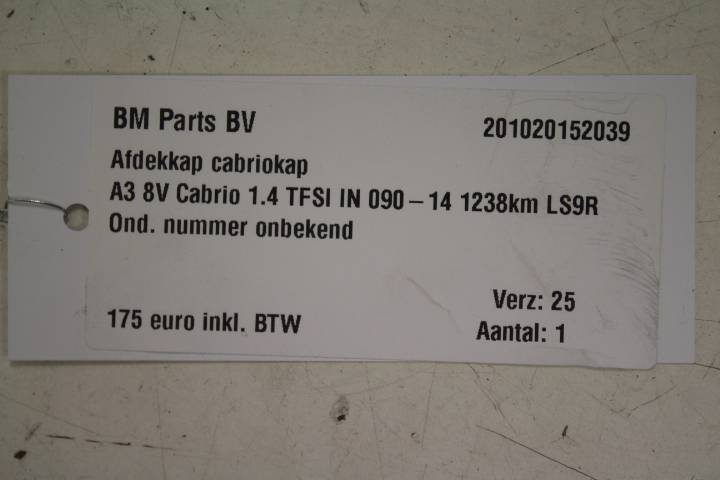 BM Parts BV
201020152039
Afdekkap cabriokap
A3 8V Cabrio 1.4 TFSI IN 090-14 1238km LS9R
Ond. nummer onbekend
Verz: 25
175 euro inkl. BTW
Aantal: 1